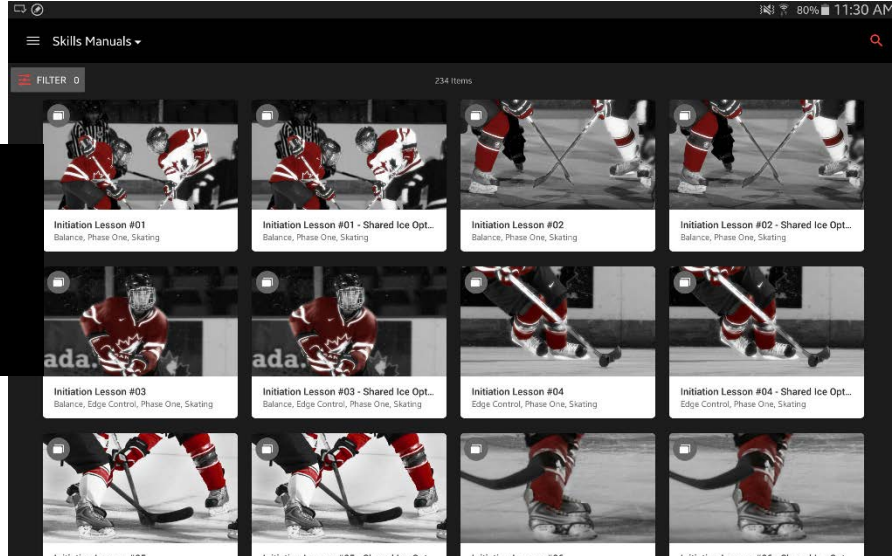 80% 11:30 AM
Skills Manuals
FILTER 0
234 Items
Initiation Lesson #01
Balance, Phase One, Skating
Initiation Lesson #01 - Shared Ice Opt...
Balance, Phase One, Skating
Initiation Lesson #02
Balance, Phase One, Skating
Initiation Lesson #02 - Shared Ice Opt...
Balance, Phase One, Skating
ada.
ada.
Initiation Lesson #03
Balance, Edge Control, Phase One, Skating
Initiation Lesson #03 - Shared Ice Opt...
Balance, Edge Control, Phase One, Skating
Initiation Lesson #04
Edge Control, Phase One, Skating
Initiation Lesson #04 - Shared Ice Opt...
Edge Control, Phase One, Skating